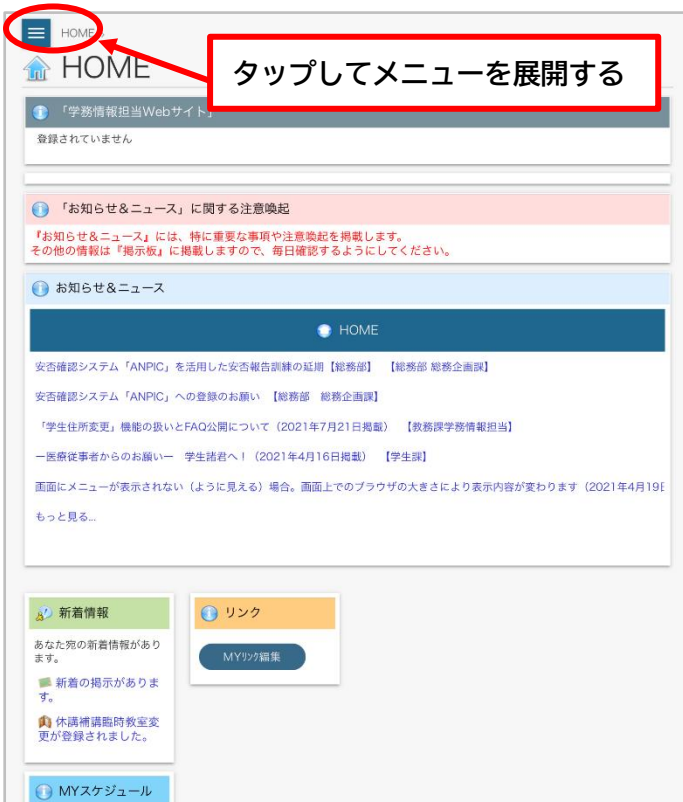 HOME
HOME
タップしてメニューを展開する
「学務情報担当Webサイト」
登録されていません
「お知らせ&ニュース」に関する注意喚起
『お知らせ&ニュース』には、特に重要な事項や注意喚起を掲載します。
その他の情報は『掲示板』に掲載しますので、毎日確認するようにしてください。
お知らせ&ニュース
HOME
安否確認システム「ANPIC」を活用した安否報告訓練の延期【総務部】 【総務部 総務企画課】
安否確認システム「ANPIC」への登録のお願い 【総務部 総務企画課】
「学生住所変更」機能の扱いとFAQ公開について（2021年7月21日掲載） 【教務課学務情報担当】
ー医療従事者からのお願いー 学生諸君へ！（2021年4月16日掲載） 【学生課】
画面にメニューが表示されない（ように見える）場合。画面上でのブラウザの大きさにより表示内容が変わります（2021年4月19日
もっと見る...
新着情報
あなた宛の新着情報があり
ます。
新着の掲示がありま
す。
休講補講臨時教室変
更が登録されました。
リンク
MYﾘﾝｸ編集
MYスケジュール